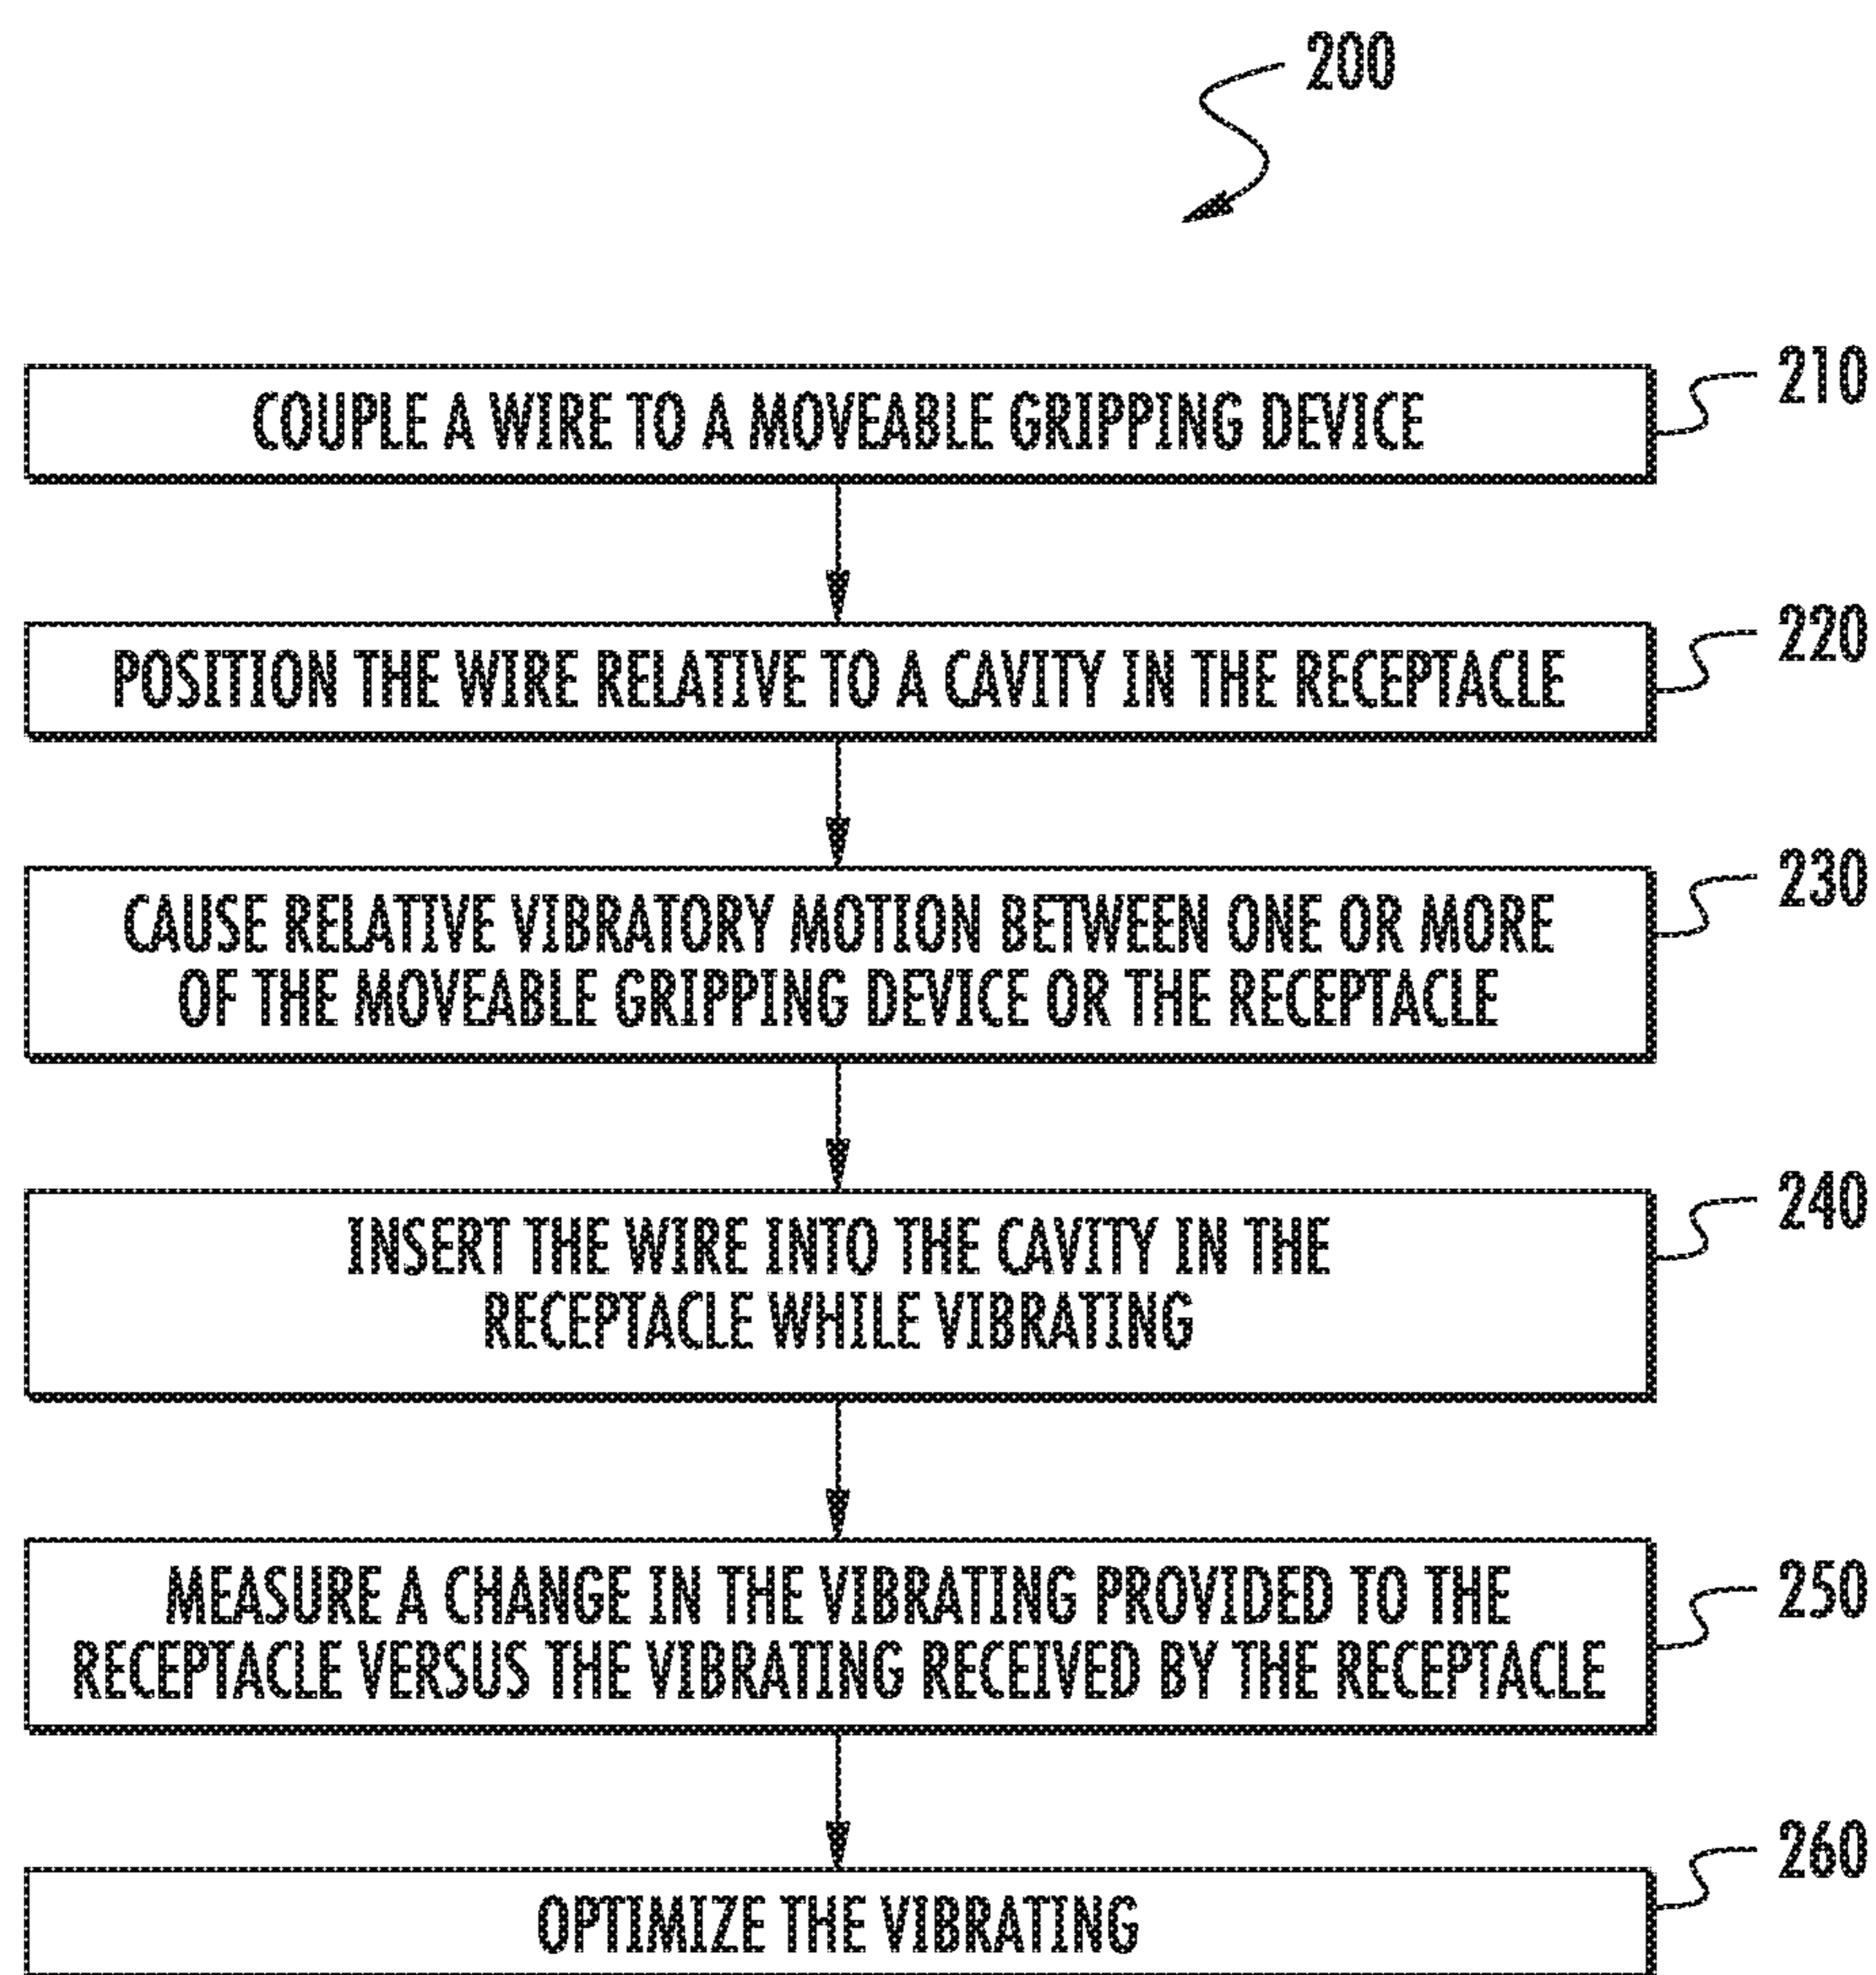 200
COUPLE A WIRE TO A MOVEABLE GRIPPING DEVICE
210
POSITION THE WIRE RELATIVE TO A CAVITY IN THE RECEPTACLE
220
CAUSE RELATIVE VIBRATORY MOTION BETWEEN ONE OR MORE
OF THE MOVEABLE GRIPPING DEVICE OR THE RECEPTACLE
230
INSERT THE WIRE INTO THE CAVITY IN THE
RECEPTACLE WHILE VIBRATING
240
MEASURE A CHANGE IN THE VIBRATING PROVIDED TO THE
RECEPTACLE VERSUS THE VIBRATING RECEIVED BY THE RECEPTACLE
250
OPTIMIZE THE VIBRATING
260